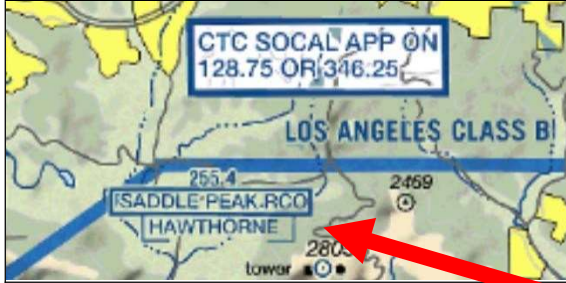 CTC SOCAL APP ON
128.75 OR 346.25
LOS ANGELES CLASS B
255.4
SADDLE PEAK RCO
HAWTHORNE
2469
2803
tower